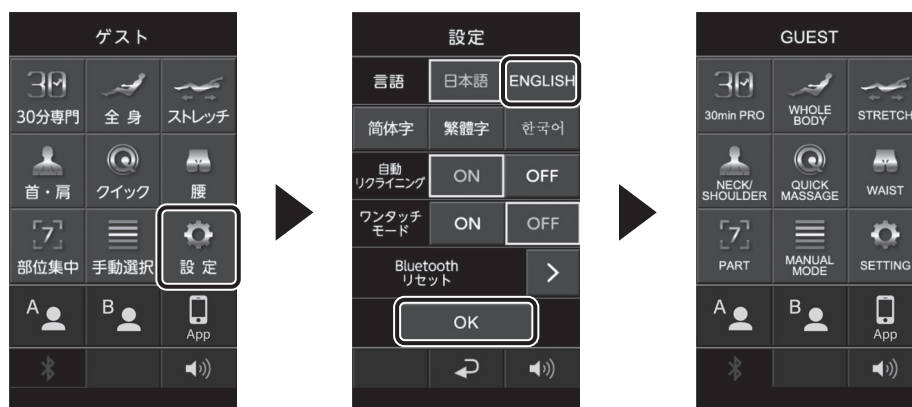 ゲスト
30
30分専門
全 身
ストレッチ
首・肩
クイック
腰
7
部位集中
手動選択
設 定
A
B
App
設定
言語
日本語
ENGLISH
简体字
繁體字
한국어
自動
リクライニング
ON
OFF
ワンタッチ
モード
ON
OFF
Bluetooth
リセット
OK
GUEST
30
30min PRO
WHOLE
BODY
STRETCH
NECK/
SHOULDER
QUICK
MASSAGE
WAIST
7
PART
MANUAL
MODE
SETTING
A
B
App